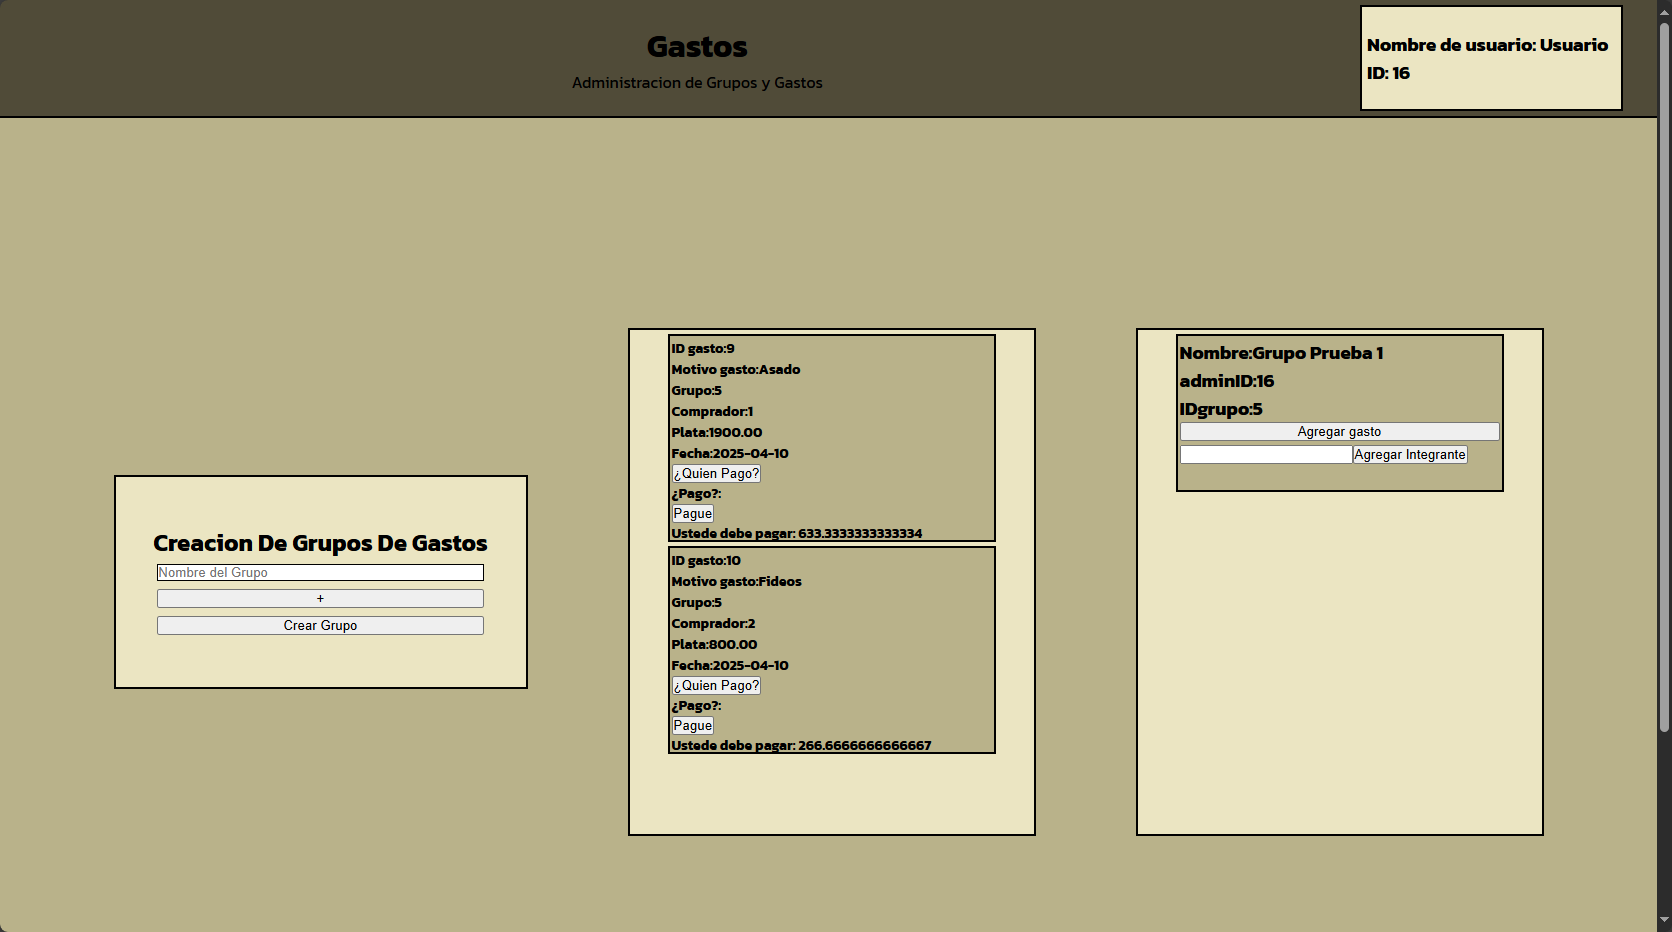 Gastos
Administracion de Grupos y Gastos
Nombre de usuario: Usuario
ID: 16
Creacion De Grupos De Gastos
Nombre del Grupo
+
Crear Grupo
ID gasto:9
Motivo gasto:Asado
Grupo:5
Comprador:1
Plata:1900.00
Fecha:2025-04-10
¿Quien Pago?
¿Pago?:
Pague
Ustede debe pagar: 633.3333333333334
ID gasto:10
Motivo gasto:Fideos
Grupo:5
Comprador:2
Plata:800.00
Fecha:2025-04-10
¿Quien Pago?
¿Pago?:
Pague
Ustede debe pagar: 266.6666666666667
Nombre:Grupo Prueba 1
adminID:16
IDgrupo:5
Agregar gasto
Agregar Integrante